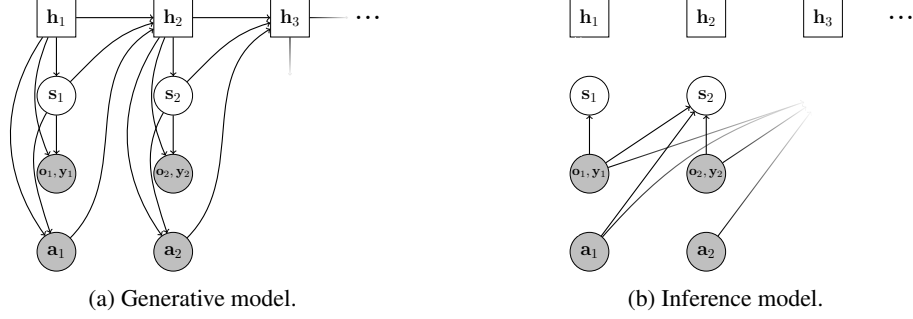 h₁ h₂ h₃ ... h₁ h₂ h₃ ...
s₁ s₂ s₁ s₂
o₁, y₁ o₂, y₂ o₁, y₁ o₂, y₂
a₁ a₂ a₁ a₂
(a) Generative model. (b) Inference model.